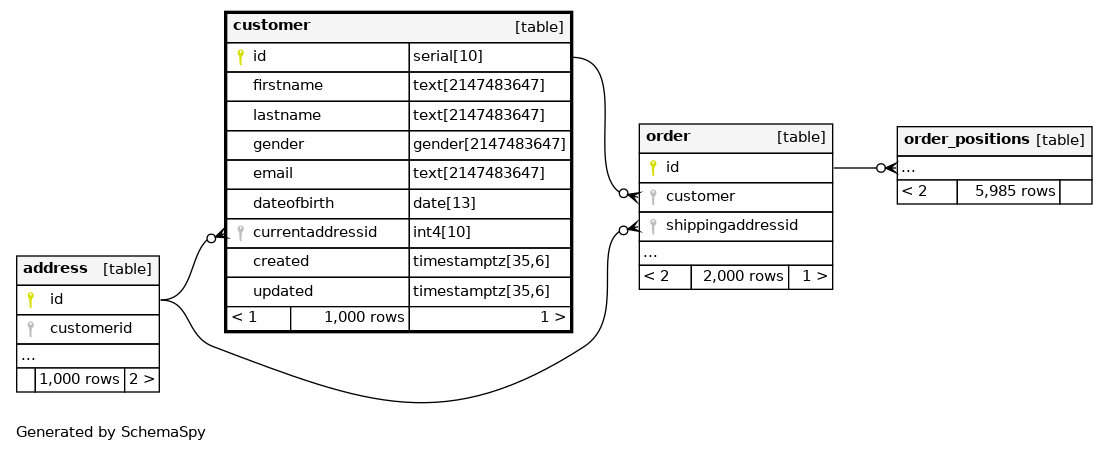 customer [table]
id serial[10]
firstname text[2147483647]
lastname text[2147483647]
gender gender[2147483647]
email text[2147483647]
dateofbirth date[13]
currentaddressid int4[10]
created timestamptz[35,6]
updated timestamptz[35,6]
< 1 1,000 rows 1 >
order [table]
id
customer
shippingaddressid
...
< 2 2,000 rows 1 >
order_positions [table]
...
< 2 5,985 rows
address [table]
id
customerid
...
1,000 rows 2 >
Generated by SchemaSpy